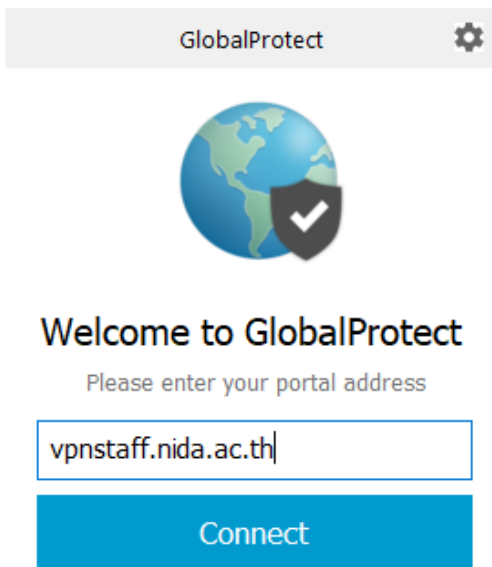 GlobalProtect
Welcome to GlobalProtect
Please enter your portal address
vpnstaff.nida.ac.th
Connect